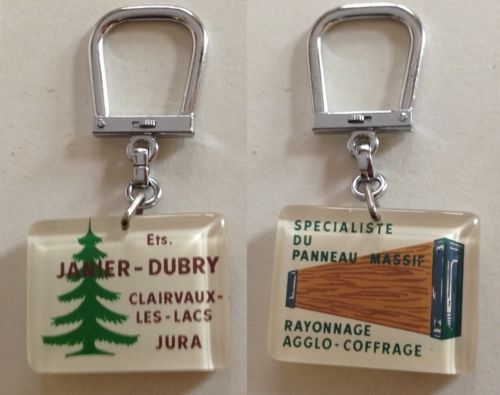 Ets.
JANIER-DUBRY
CLAIRVAUX-
LES-LACS
JURA
SPECIALISTE
DU
PANNEAU MASSIF
RAYONNAGE
AGGLO-COFFRAGE